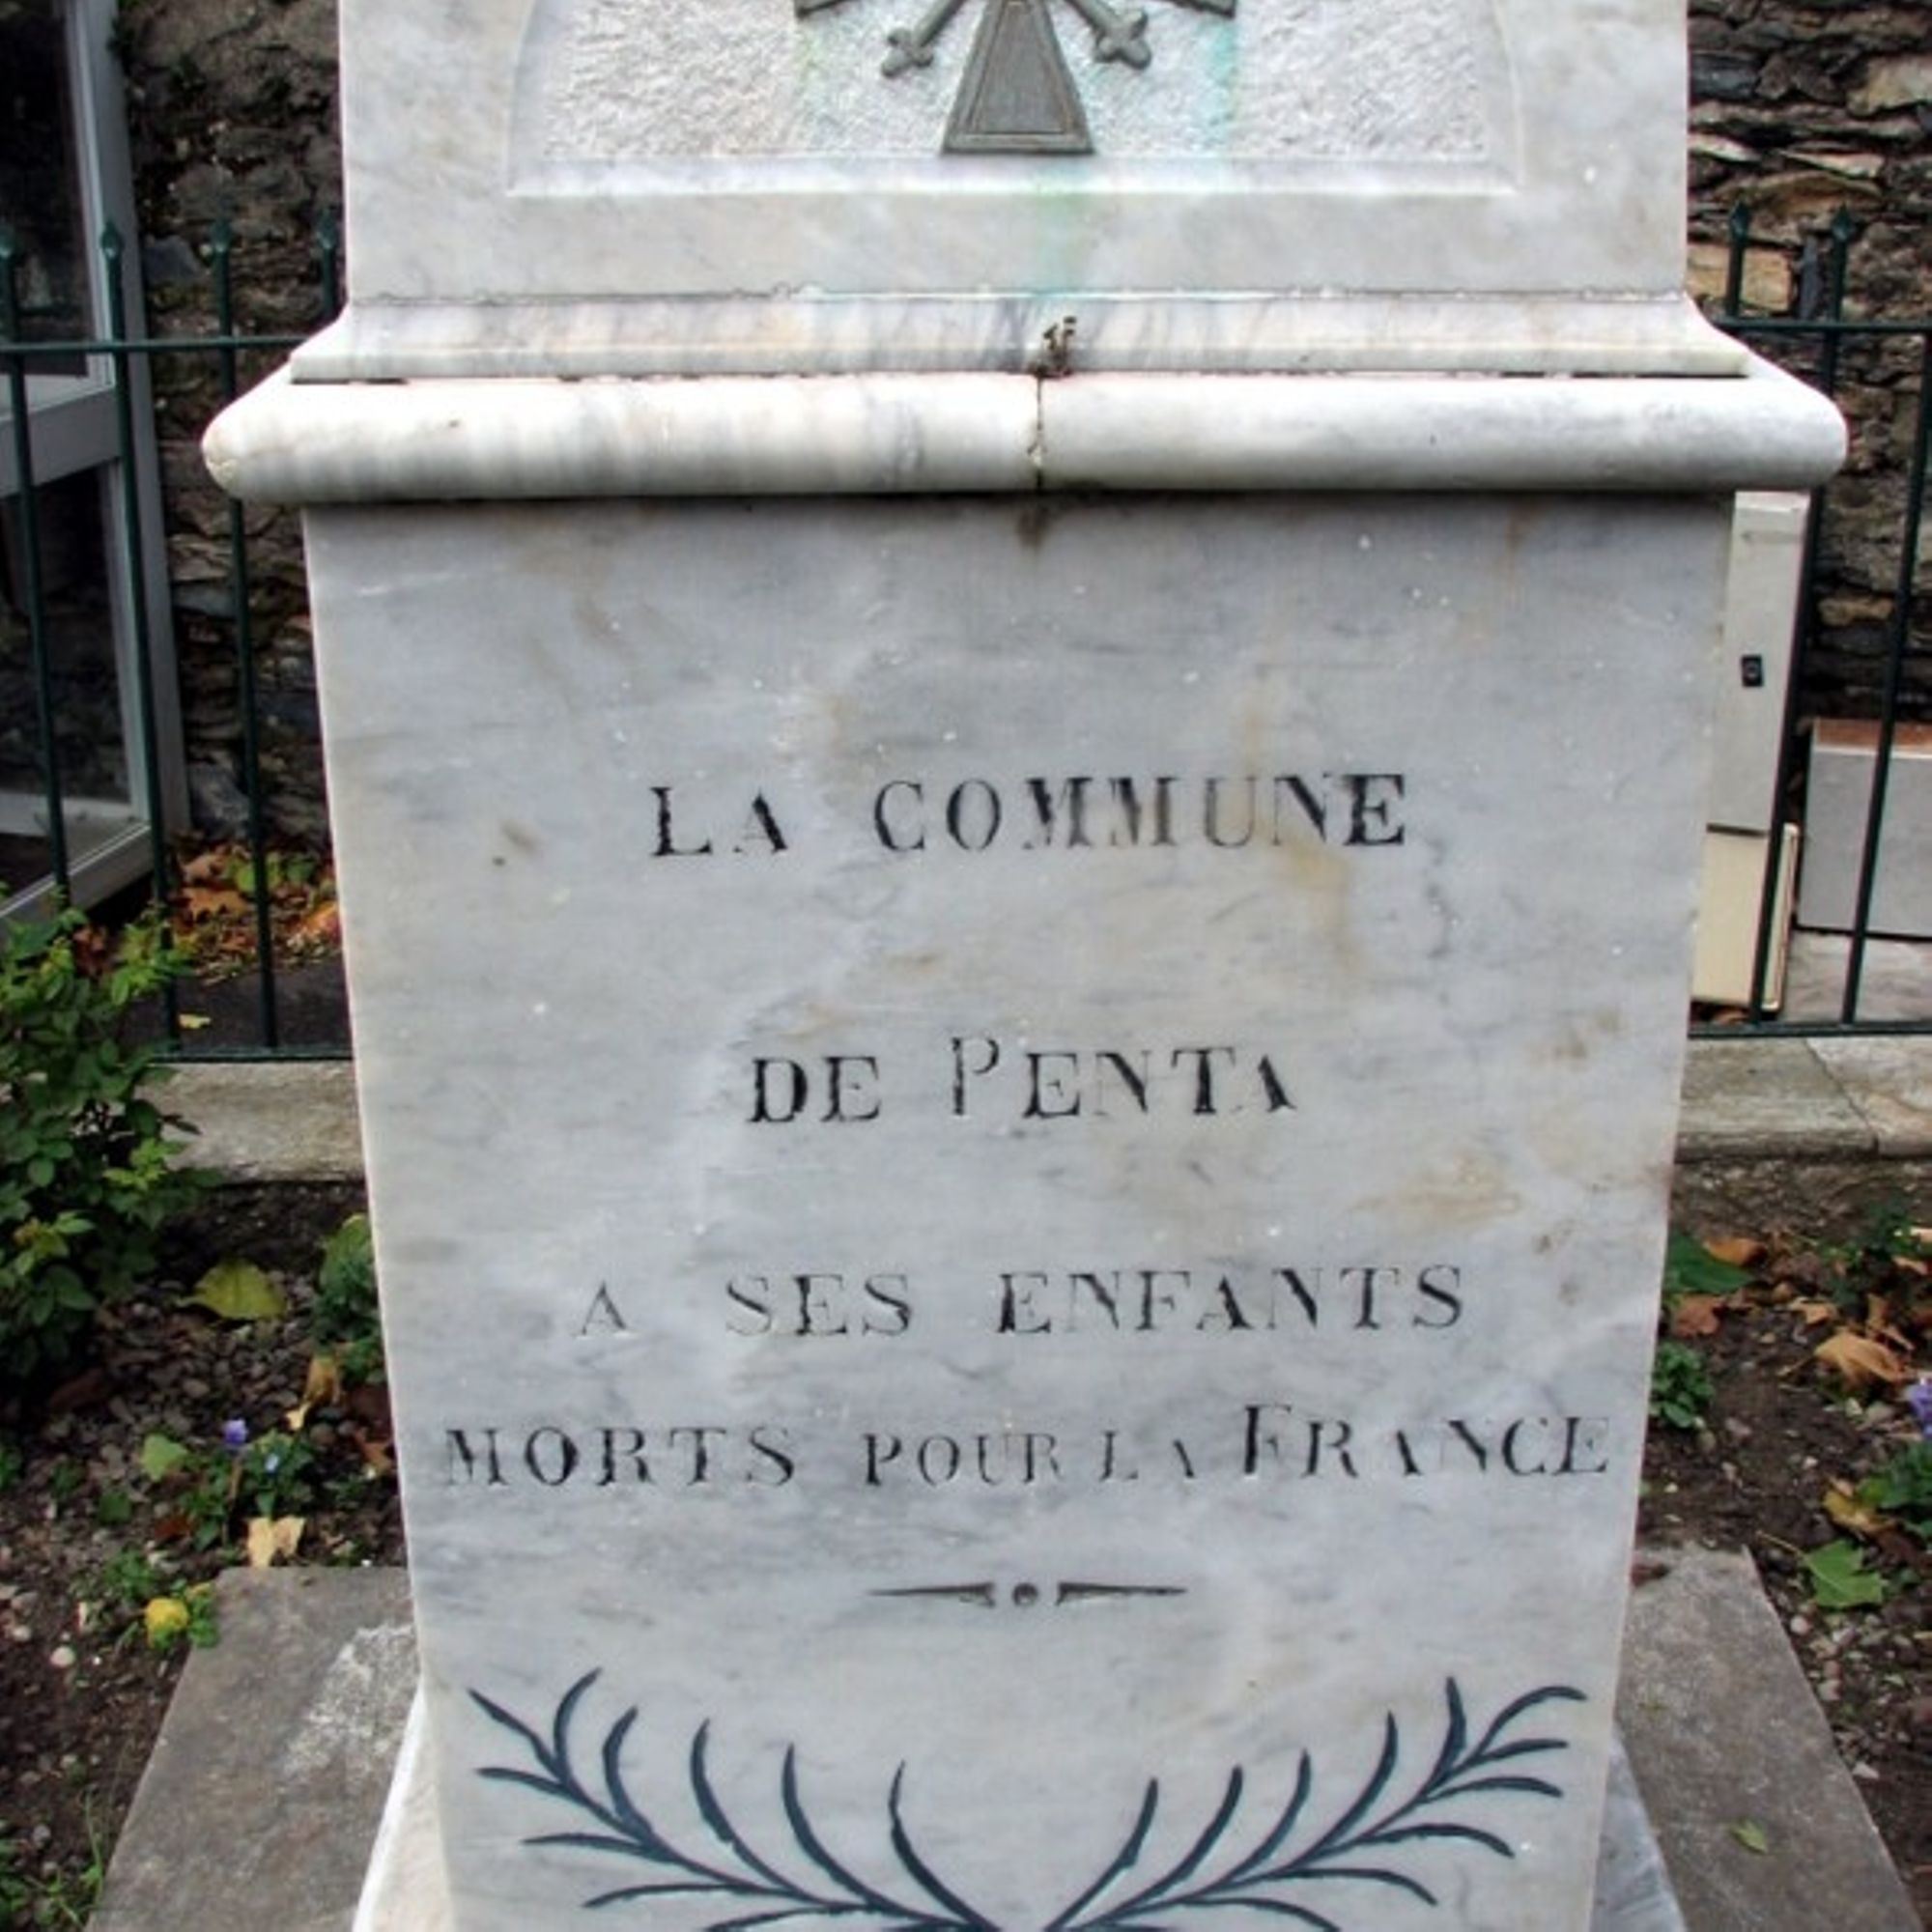 LA COMMUNE
DE PENTA
A SES ENFANTS
MORTS POUR LA FRANCE